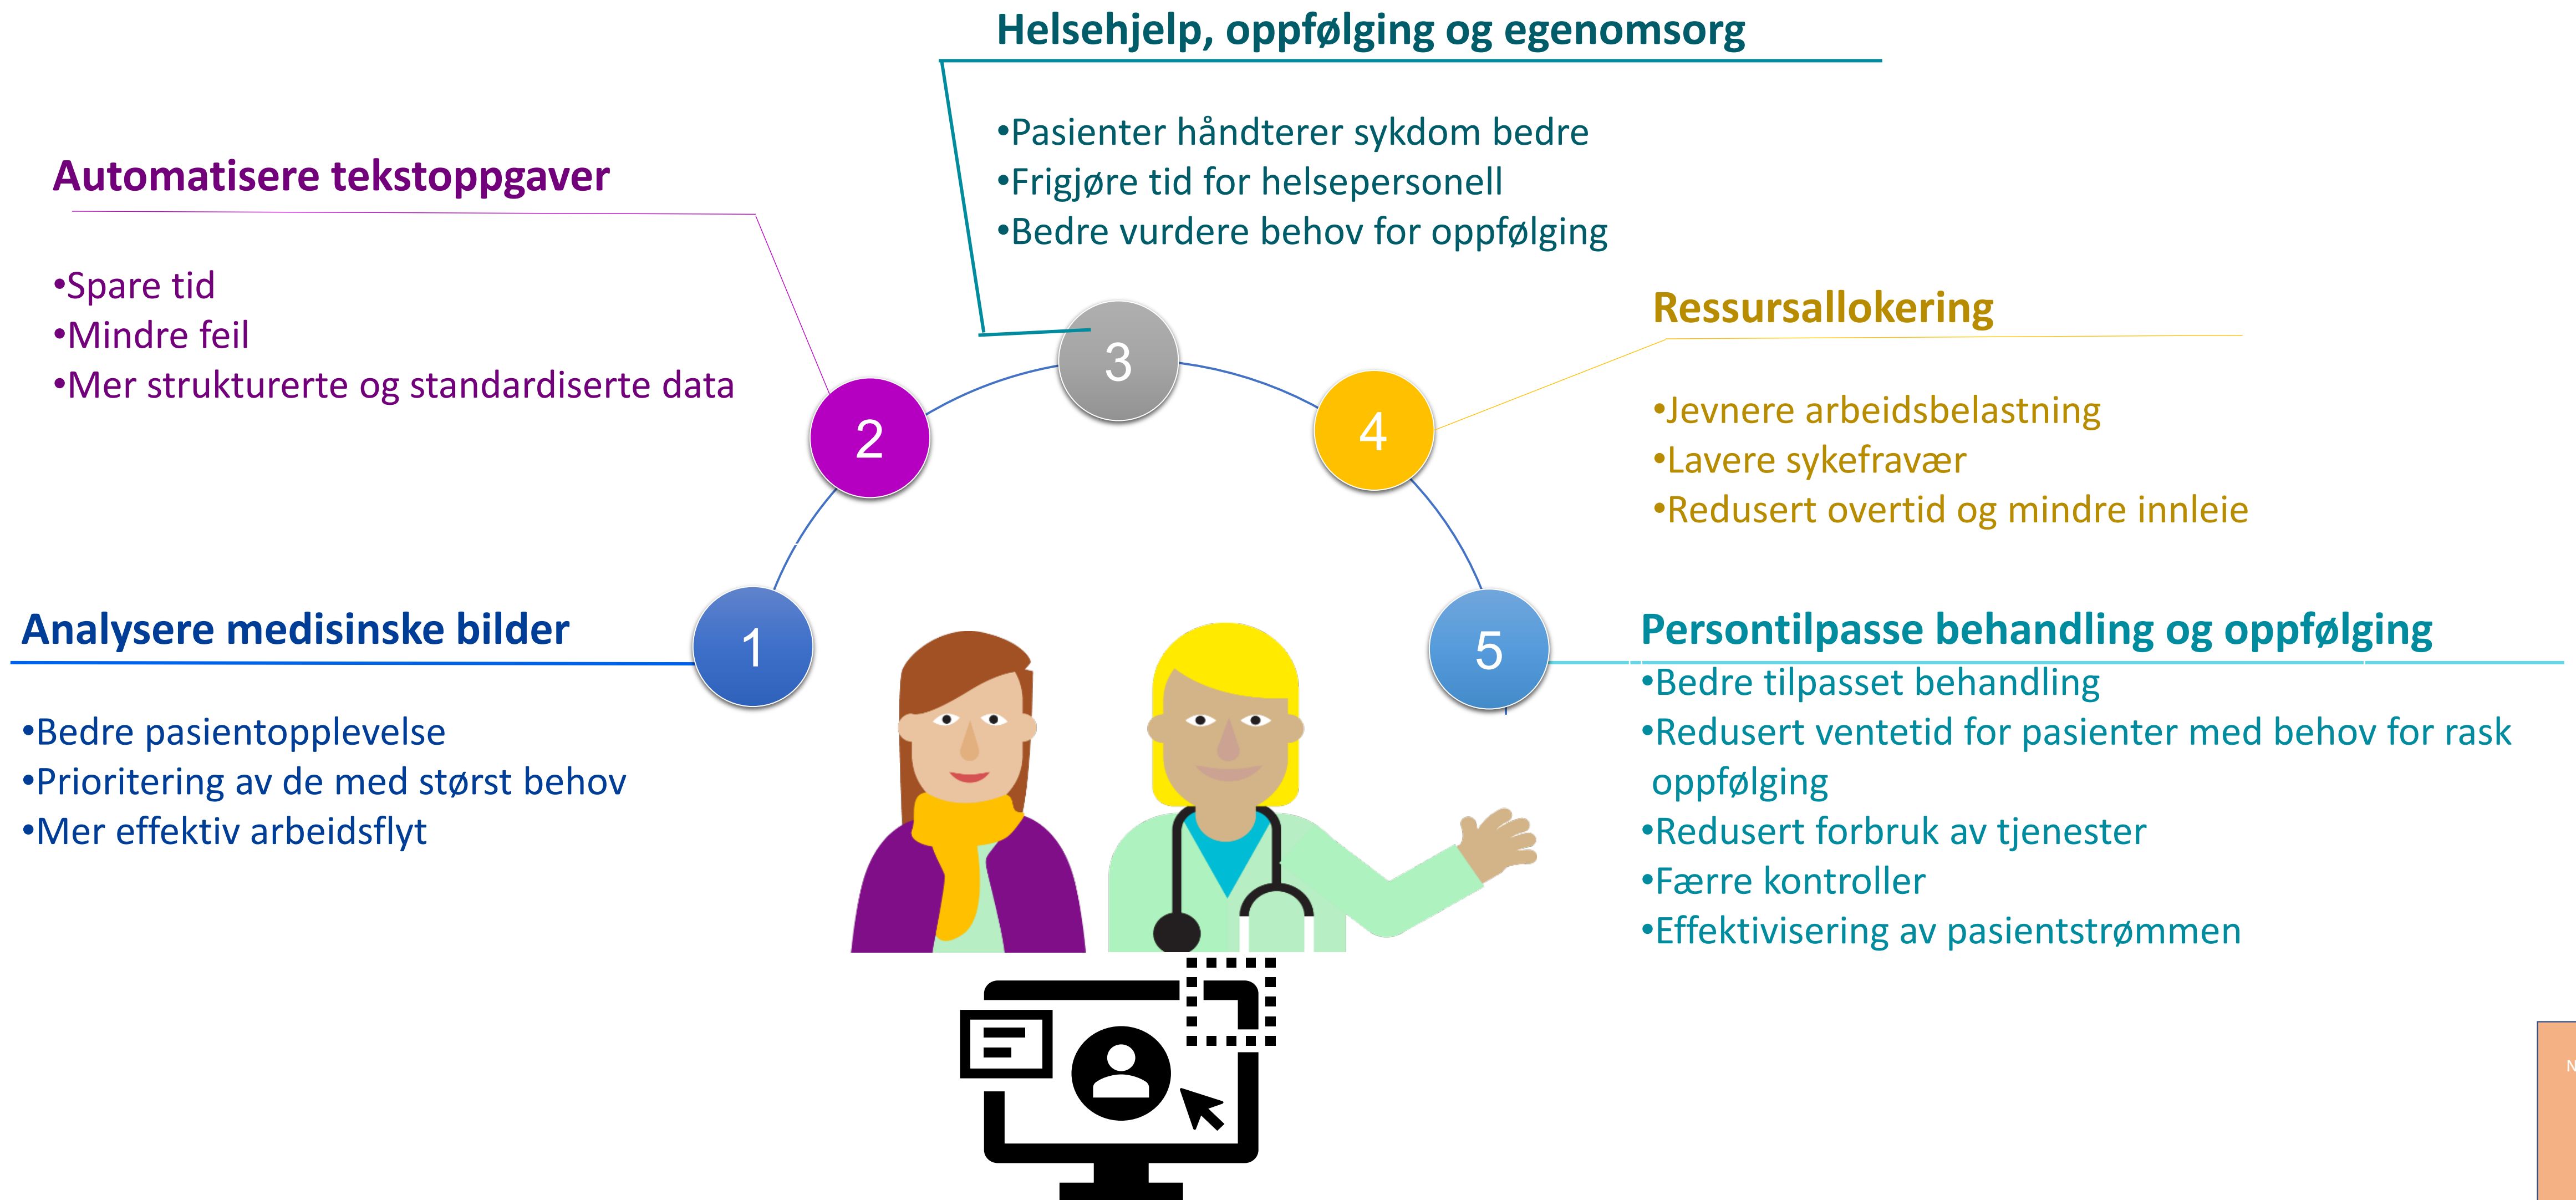 Helsehjelp, oppfølging og egenomsorg
•Pasienter håndterer sykdom bedre
•Frigjøre tid for helsepersonell
•Bedre vurdere behov for oppfølging
Automatisere tekstoppgaver
•Spare tid
•Mindre feil
•Mer strukturerte og standardiserte data
Ressursallokering
•Jevnere arbeidsbelastning
•Lavere sykefravær
•Redusert overtid og mindre innleie
3
2
4
1
5
Analysere medisinske bilder
•Bedre pasientopplevelse
•Prioritering av de med størst behov
•Mer effektiv arbeidsflyt
Persontilpasse behandling og oppfølging
•Bedre tilpasset behandling
•Redusert ventetid for pasienter med behov for rask
oppfølging
•Redusert forbruk av tjenester
•Færre kontroller
•Effektivisering av pasientstrømmen